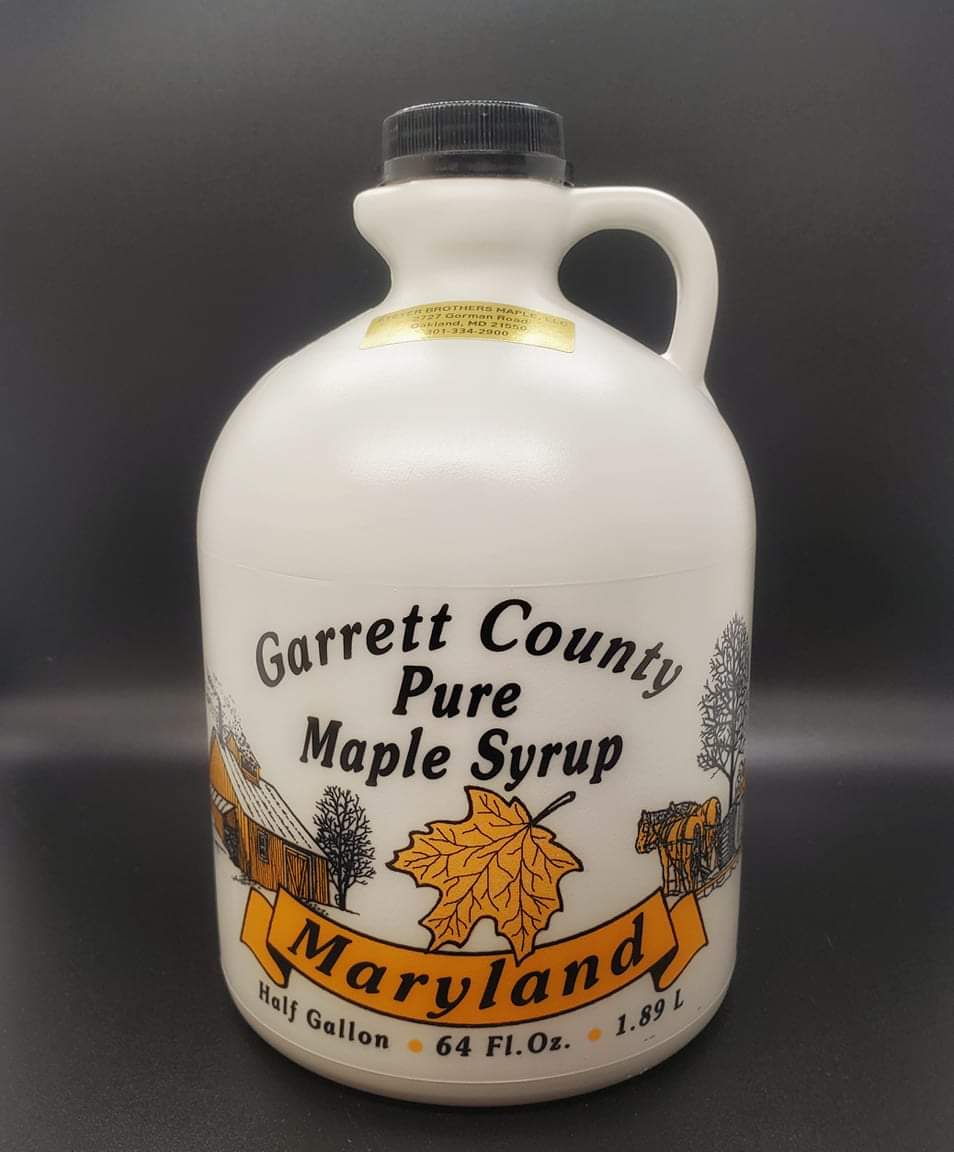 STEYER BROTHERS MAPLE, LLC
2727 Gorman Road
Oakland, MD 21550
301-334-2900
Garrett County
Pure
Maple Syrup
Maryland
Half Gallon • 64 Fl.Oz. • 1.89 L